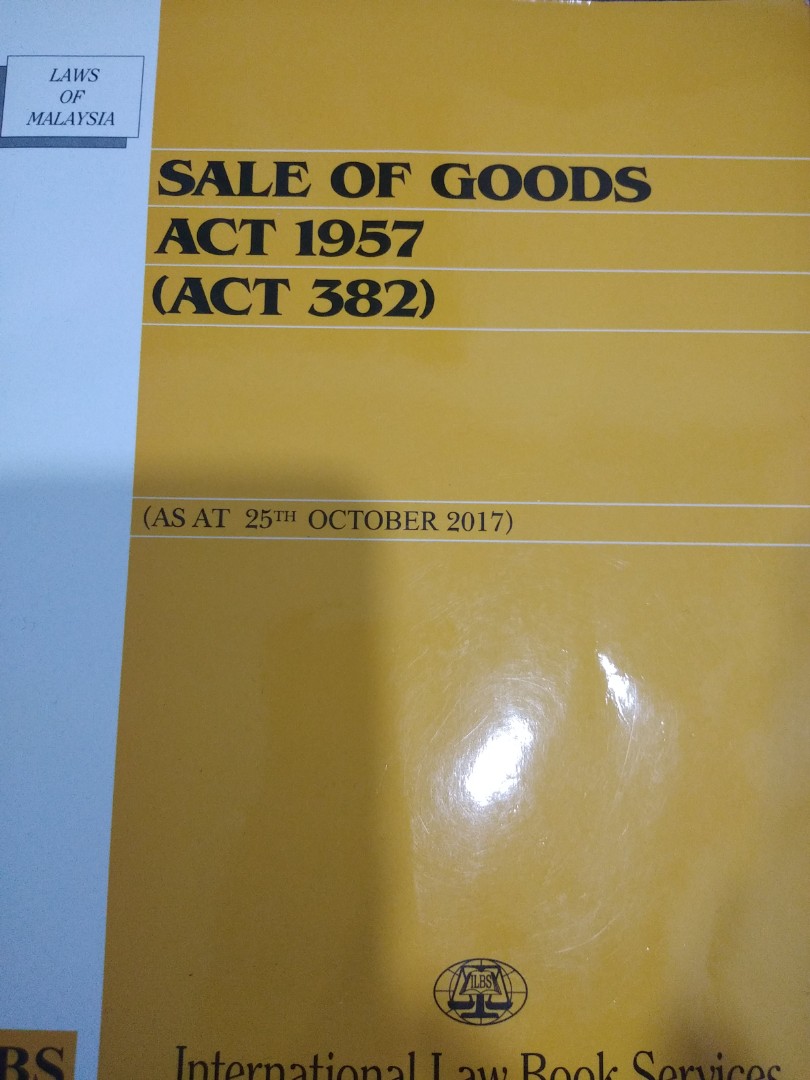 LAWS
OF
MALAYSIA
SALE OF GOODS
ACT 1957
(ACT 382)
(AS AT 25TH OCTOBER 2017)
ILBS
BS
International Law Book Services